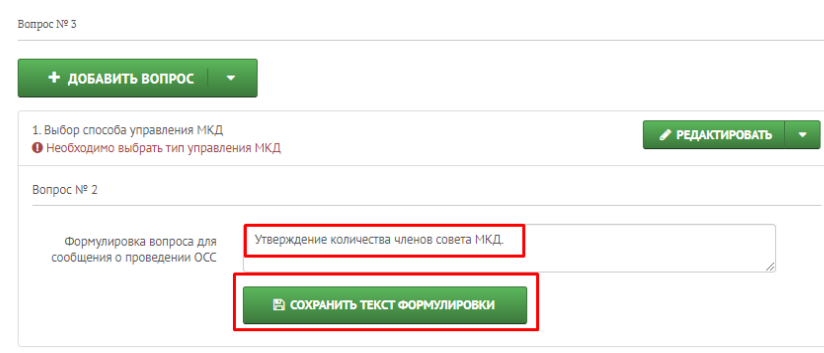 Вопрос № 3
ДОБАВИТЬ ВОПРОС
1. Выбор способа управления МКД
Необходимо выбрать тип управления МКД
РЕДАКТИРОВАТЬ
Вопрос № 2
Формулировка вопроса для
сообщения о проведении ОСС
Утверждение количества членов совета МКД.
СОХРАНИТЬ ТЕКСТ ФОРМУЛИРОВКИ